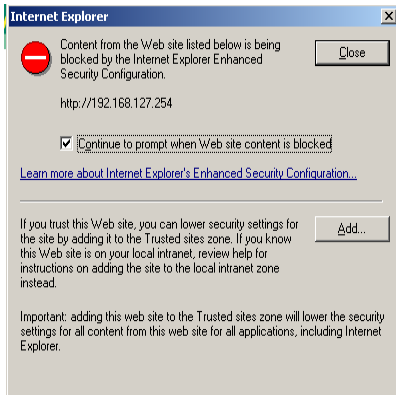 Internet Explorer
Content from the Web site listed below is being
blocked by the Internet Explorer Enhanced
Security Configuration.
Close
http://192.168.127.254
Continue to prompt when Web site content is blocked
Learn more about Internet Explorer's Enhanced Security Configuration...
If you trust this Web site, you can lower security settings for
the site by adding it to the Trusted sites zone. If you know
this Web site is on your local intranet, review help for
instructions on adding the site to the local intranet zone
instead.
Add...
Important: adding this web site to the Trusted sites zone will lower the security
settings for all content from this web site for all applications, including Internet
Explorer.